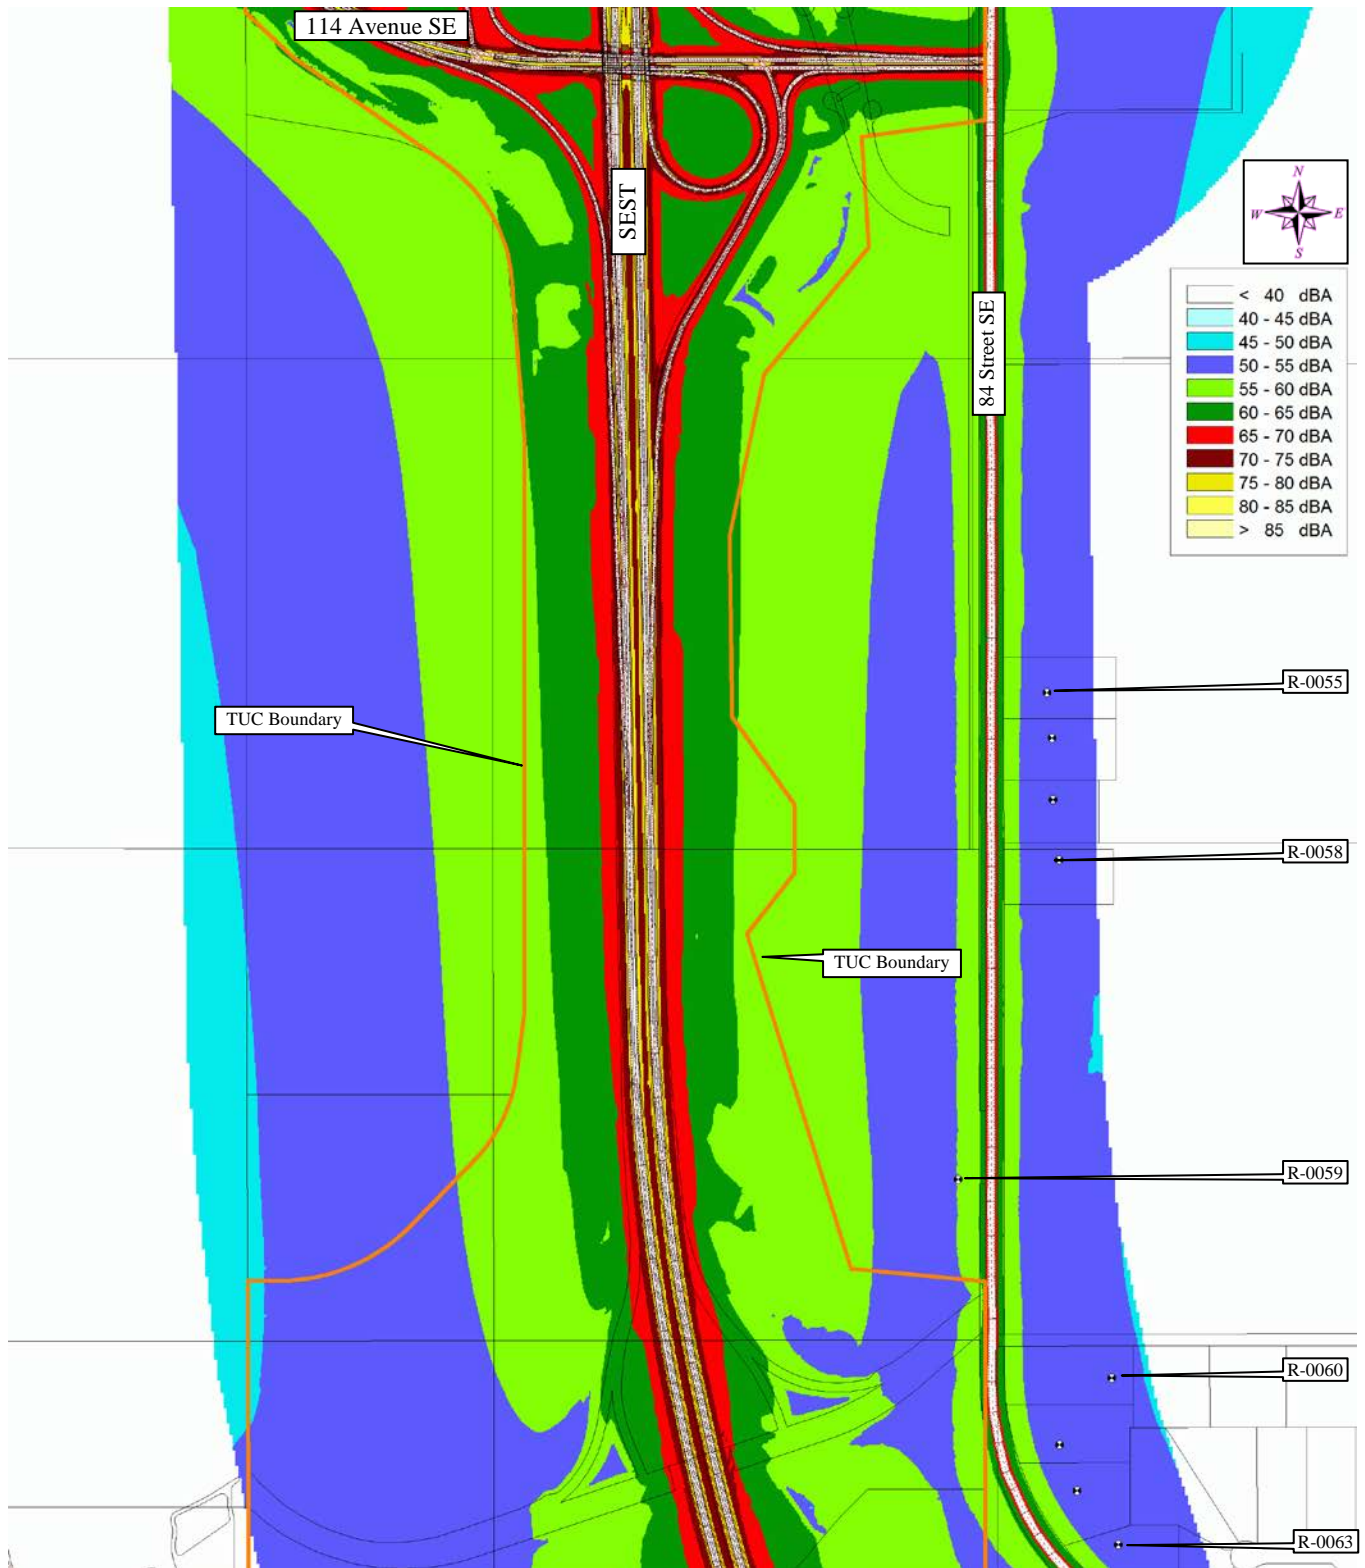 114 Avenue SE
SEST
N
W E
S
< 40 dBA
40 - 45 dBA
45 - 50 dBA
50 - 55 dBA
55 - 60 dBA
60 - 65 dBA
65 - 70 dBA
70 - 75 dBA
75 - 80 dBA
80 - 85 dBA
> 85 dBA
84 Street SE
R-0055
TUC Boundary
R-0058
TUC Boundary
R-0059
R-0060
R-0063